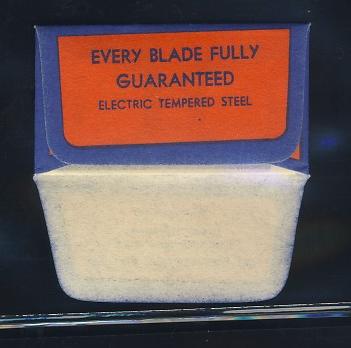 EVERY BLADE FULLY
GUARANTEED
ELECTRIC TEMPERED STEEL